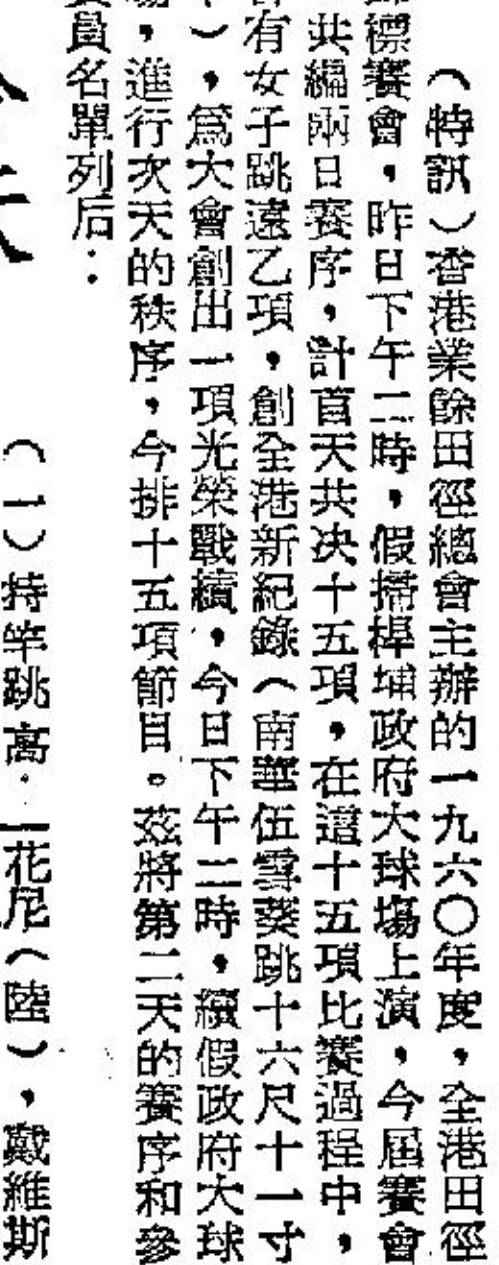 （特訊）香港業餘田徑總會主辦的一九六〇年度，全港田徑
標賽會，昨日下午二時，假掃桿埔政府大球場上演，今屆賽會
共編兩日賽序，計首天共决十五項，在這十五項比賽過程中，
有女子跳遠乙項，創全港新紀錄（南華伍雪葵跳十六尺十一寸
），爲大會創出一項光榮戰績，今日下午二時，續假政府大球
，進行次天的秩序，今排十五項節目。茲將第二天的賽序和參
員名單列后：
（一）持竿跳高：花尼（陸），戴維斯